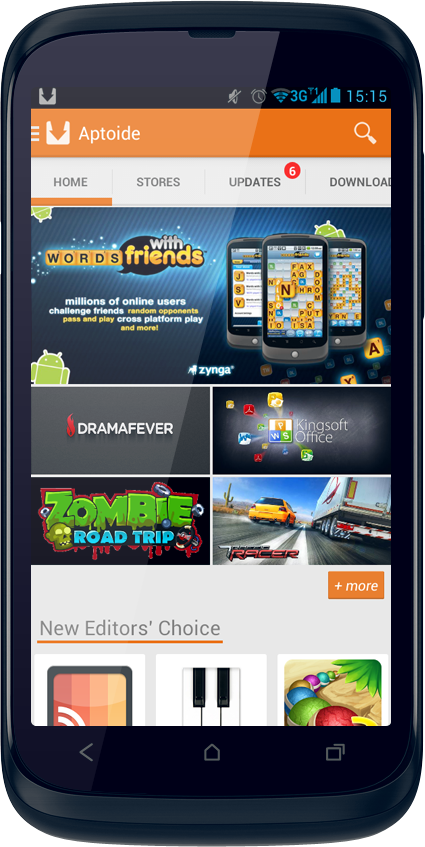 3G T1 15:15
Aptoide
HOME STORES UPDATES 6 DOWNLOAD
WORDS with friends
millions of online users
challenge friends random opponents
pass and play cross platform play
and more!
zynga
DRAMAFEVER
Kingsoft
Office
ZOMBIE
ROAD TRIP
RACER
+ more
New Editors' Choice